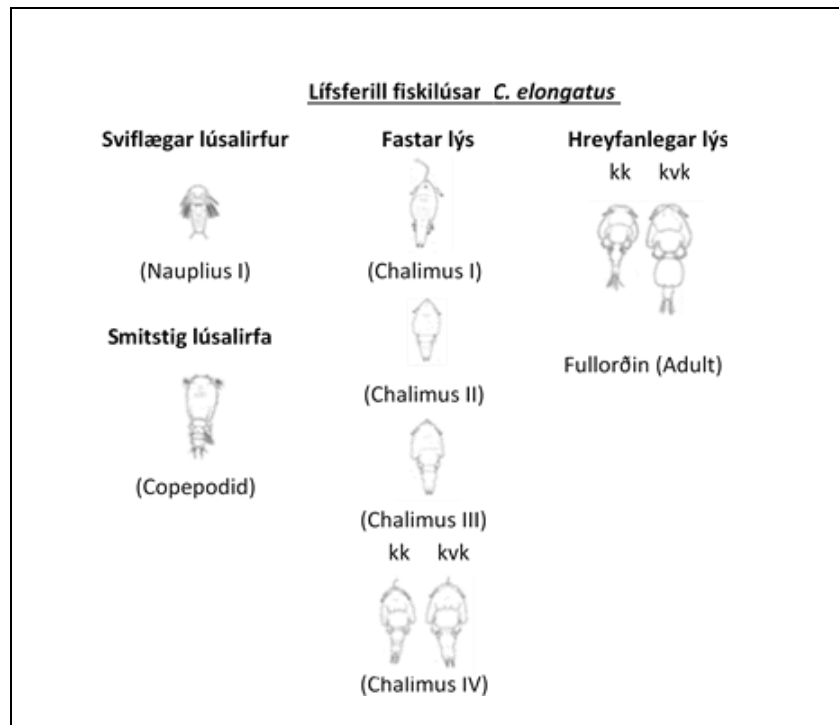 Lífsferill fiskilúsar C. elongatus
Sviflægar lúsalirfur
(Nauplius I)
Smitstig lúsalirfa
(Copepodid)
Fastar lýs
(Chalimus I)
(Chalimus II)
(Chalimus III)
kk kvk
(Chalimus IV)
Hreyfanlegar lýs
kk kvk
Fullorðin (Adult)